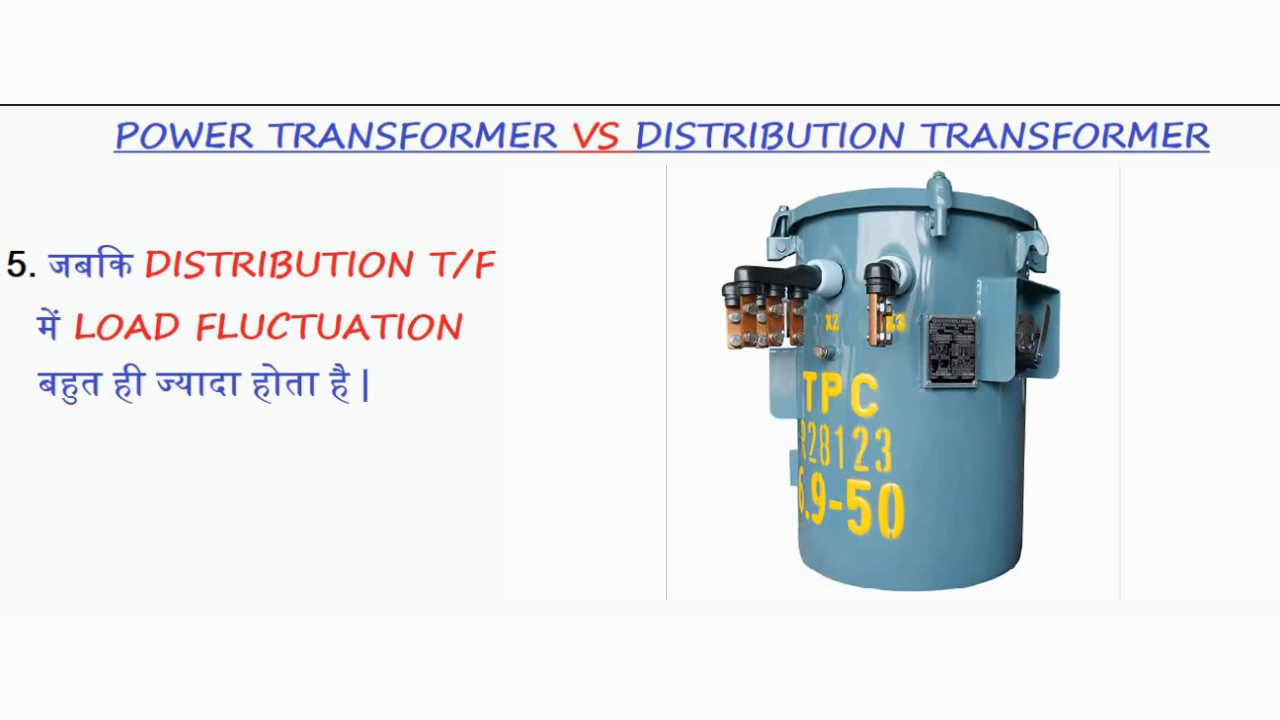 POWER TRANSFORMER VS DISTRIBUTION TRANSFORMER
5. जबकि DISTRIBUTION T/F
में LOAD FLUCTUATION
बहुत ही ज्यादा होता है |
X2
X3
TPC
R28123
6.9-50